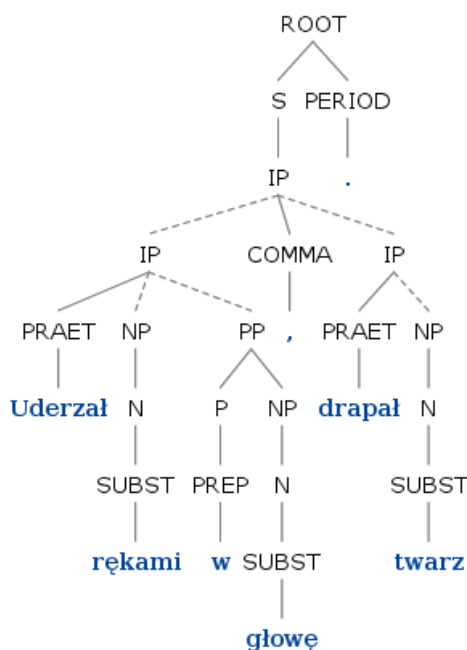 ROOT
S PERIOD
IP .
IP COMMA IP
PRAET NP PP , PRAET NP
Uderzał N P NP drapał N
SUBST PREP N SUBST
rękami w SUBST twarz
głowę